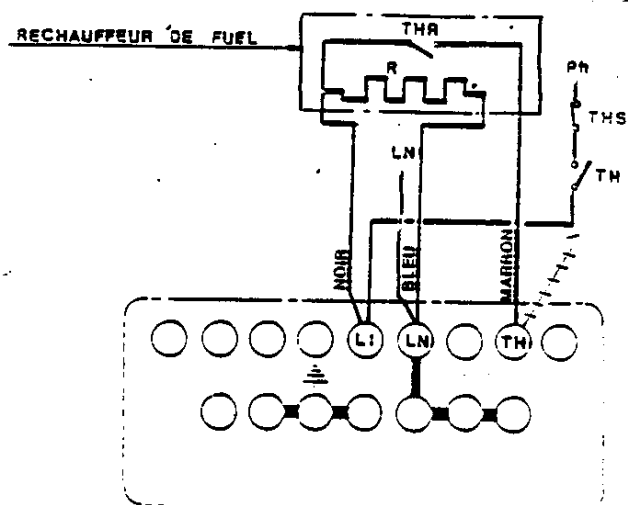 RECHAUFFEUR DE FUEL
THR
R
Ph
THS
TH
LN
NOIR
BLEU
MARRON
L1
LN
TH